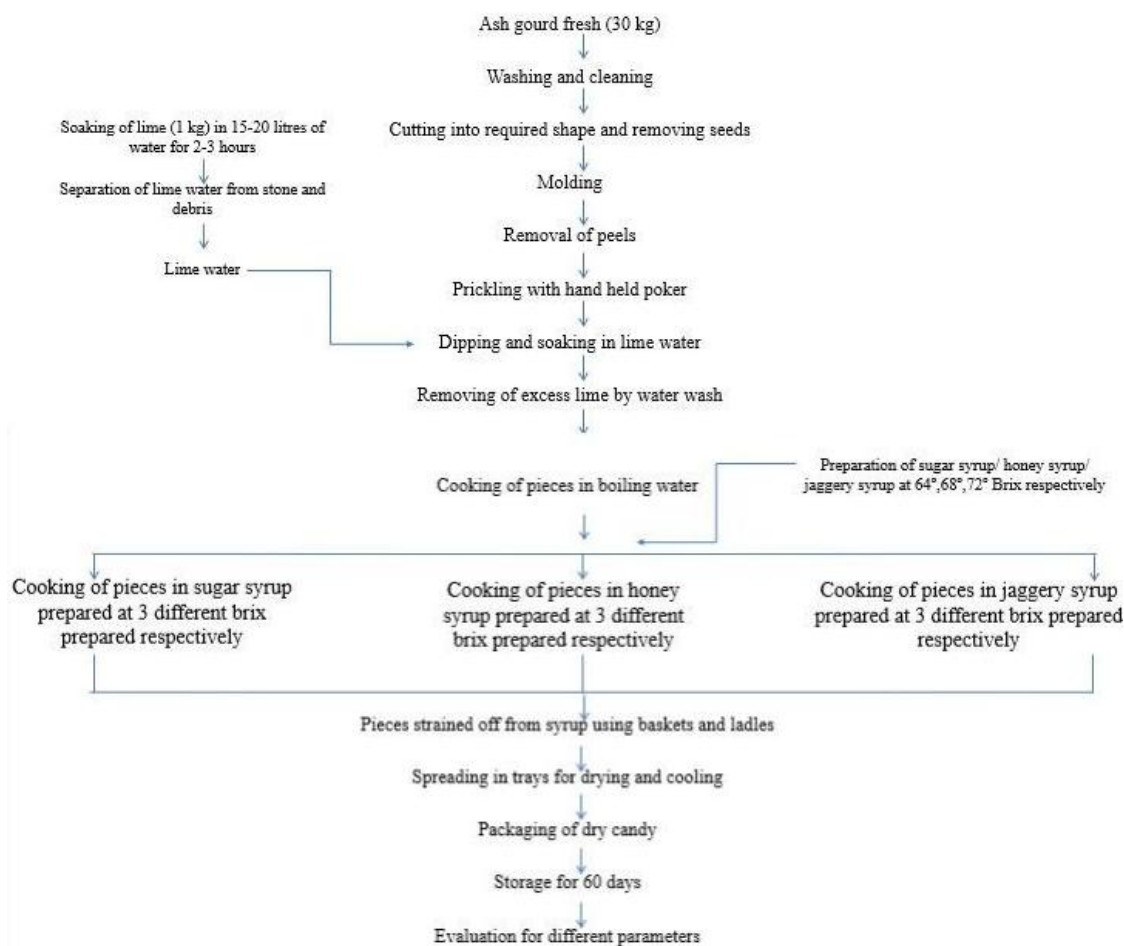 Ash gourd fresh (30 kg)
Washing and cleaning
Cutting into required shape and removing seeds
Molding
Removal of peels
Prickling with hand held poker
Soaking of lime (1 kg) in 15-20 litres of
water for 2-3 hours
Separation of lime water from stone and
debris
Lime water
Dipping and soaking in lime water
Removing of excess lime by water wash
Cooking of pieces in boiling water
Preparation of sugar syrup/ honey syrup/
jaggery syrup at 64°,68°,72° Brix respectively
Cooking of pieces in sugar syrup
prepared at 3 different brix
prepared respectively
Cooking of pieces in honey
syrup prepared at 3 different
brix prepared respectively
Cooking of pieces in jaggery syrup
prepared at 3 different brix prepared
respectively
Pieces strained off from syrup using baskets and ladles
Spreading in trays for drying and cooling
Packaging of dry candy
Storage for 60 days
Evaluation for different parameters